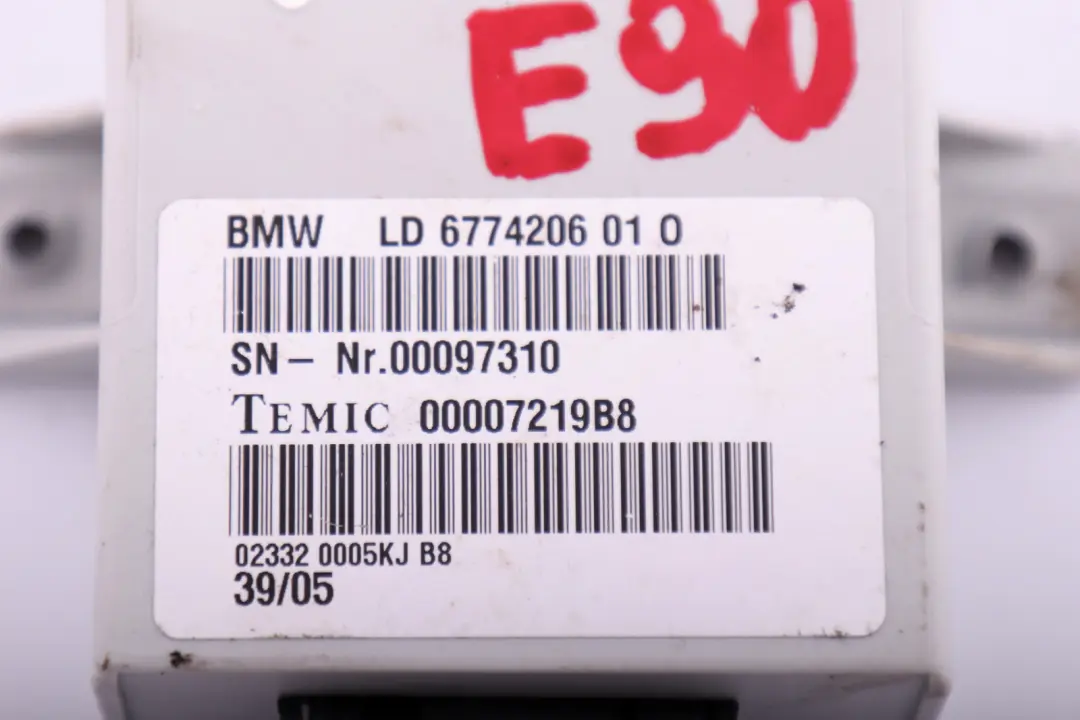 E90
BMW LD 6774206 01 0
SN- Nr.00097310
TEMIC 00007219B8
02332 0005KJ B8
39/05